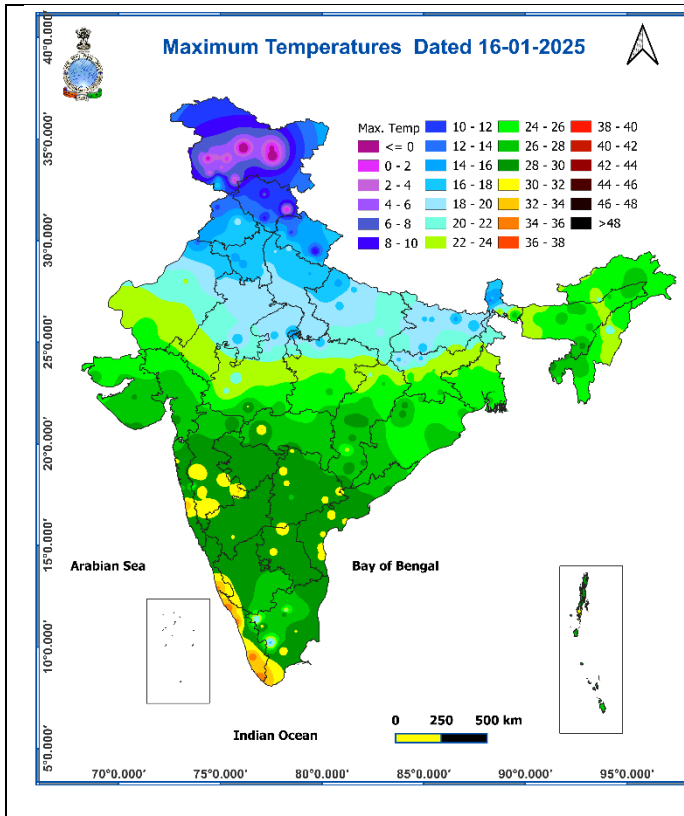 Maximum Temperatures Dated 16-01-2025
Max. Temp
<= 0
0 - 2
2 - 4
4 - 6
6 - 8
8 - 10
10 - 12
12 - 14
14 - 16
16 - 18
18 - 20
20 - 22
22 - 24
24 - 26
26 - 28
28 - 30
30 - 32
32 - 34
34 - 36
36 - 38
38 - 40
40 - 42
42 - 44
44 - 46
46 - 48
>48
40°0.000'
35°0.000'
30°0.000'
25°0.000'
20°0.000'
15°0.000'
10°0.000'
5°0.000'
Arabian Sea
Bay of Bengal
Indian Ocean
0 250 500 km
70°0.000' 75°0.000' 80°0.000' 85°0.000' 90°0.000' 95°0.000'